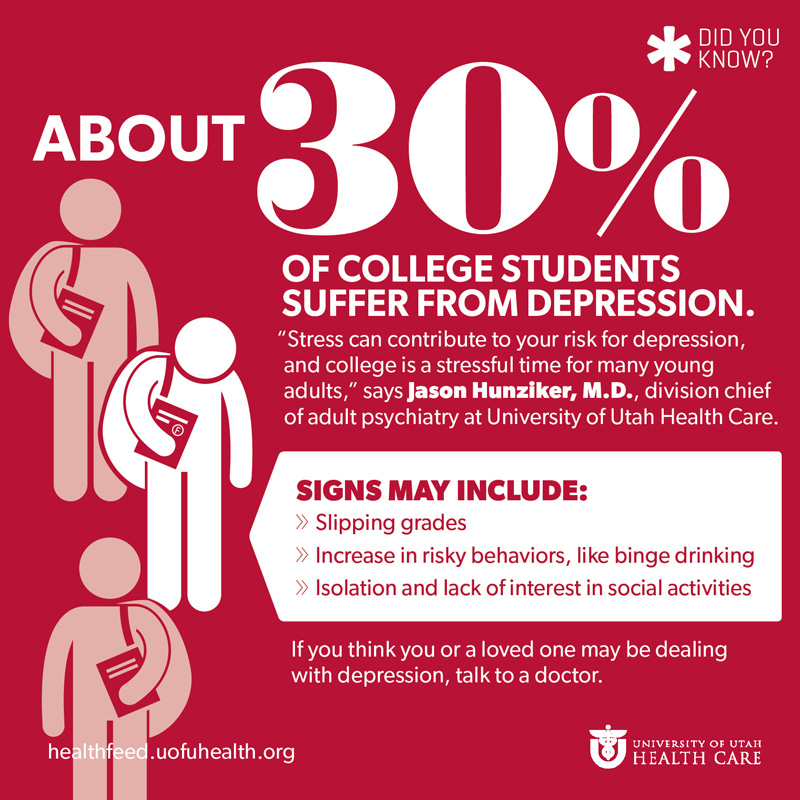 DID YOU
KNOW?
ABOUT 30%
OF COLLEGE STUDENTS
SUFFER FROM DEPRESSION.
“Stress can contribute to your risk for depression,
and college is a stressful time for many young
adults,” says Jason Hunziker, M.D., division chief
of adult psychiatry at University of Utah Health Care.
F
SIGNS MAY INCLUDE:
Slipping grades
Increase in risky behaviors, like binge drinking
Isolation and lack of interest in social activities
If you think you or a loved one may be dealing
with depression, talk to a doctor.
healthfeed.uofuhealth.org
UNIVERSITY OF UTAH
HEALTH CARE